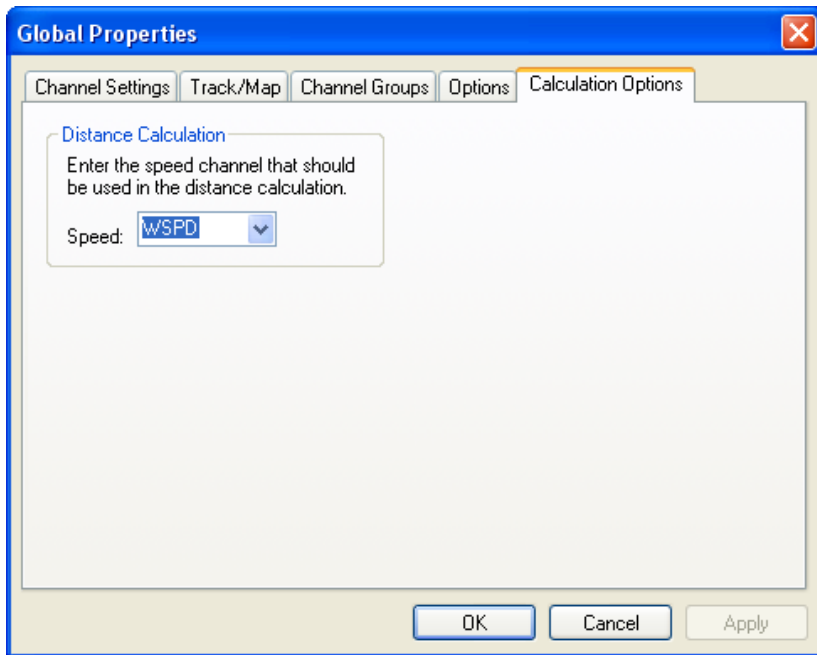 Global Properties
Channel Settings
Track/Map
Channel Groups
Options
Calculation Options
Distance Calculation
Enter the speed channel that should
be used in the distance calculation.
Speed: WSPD
OK
Cancel
Apply